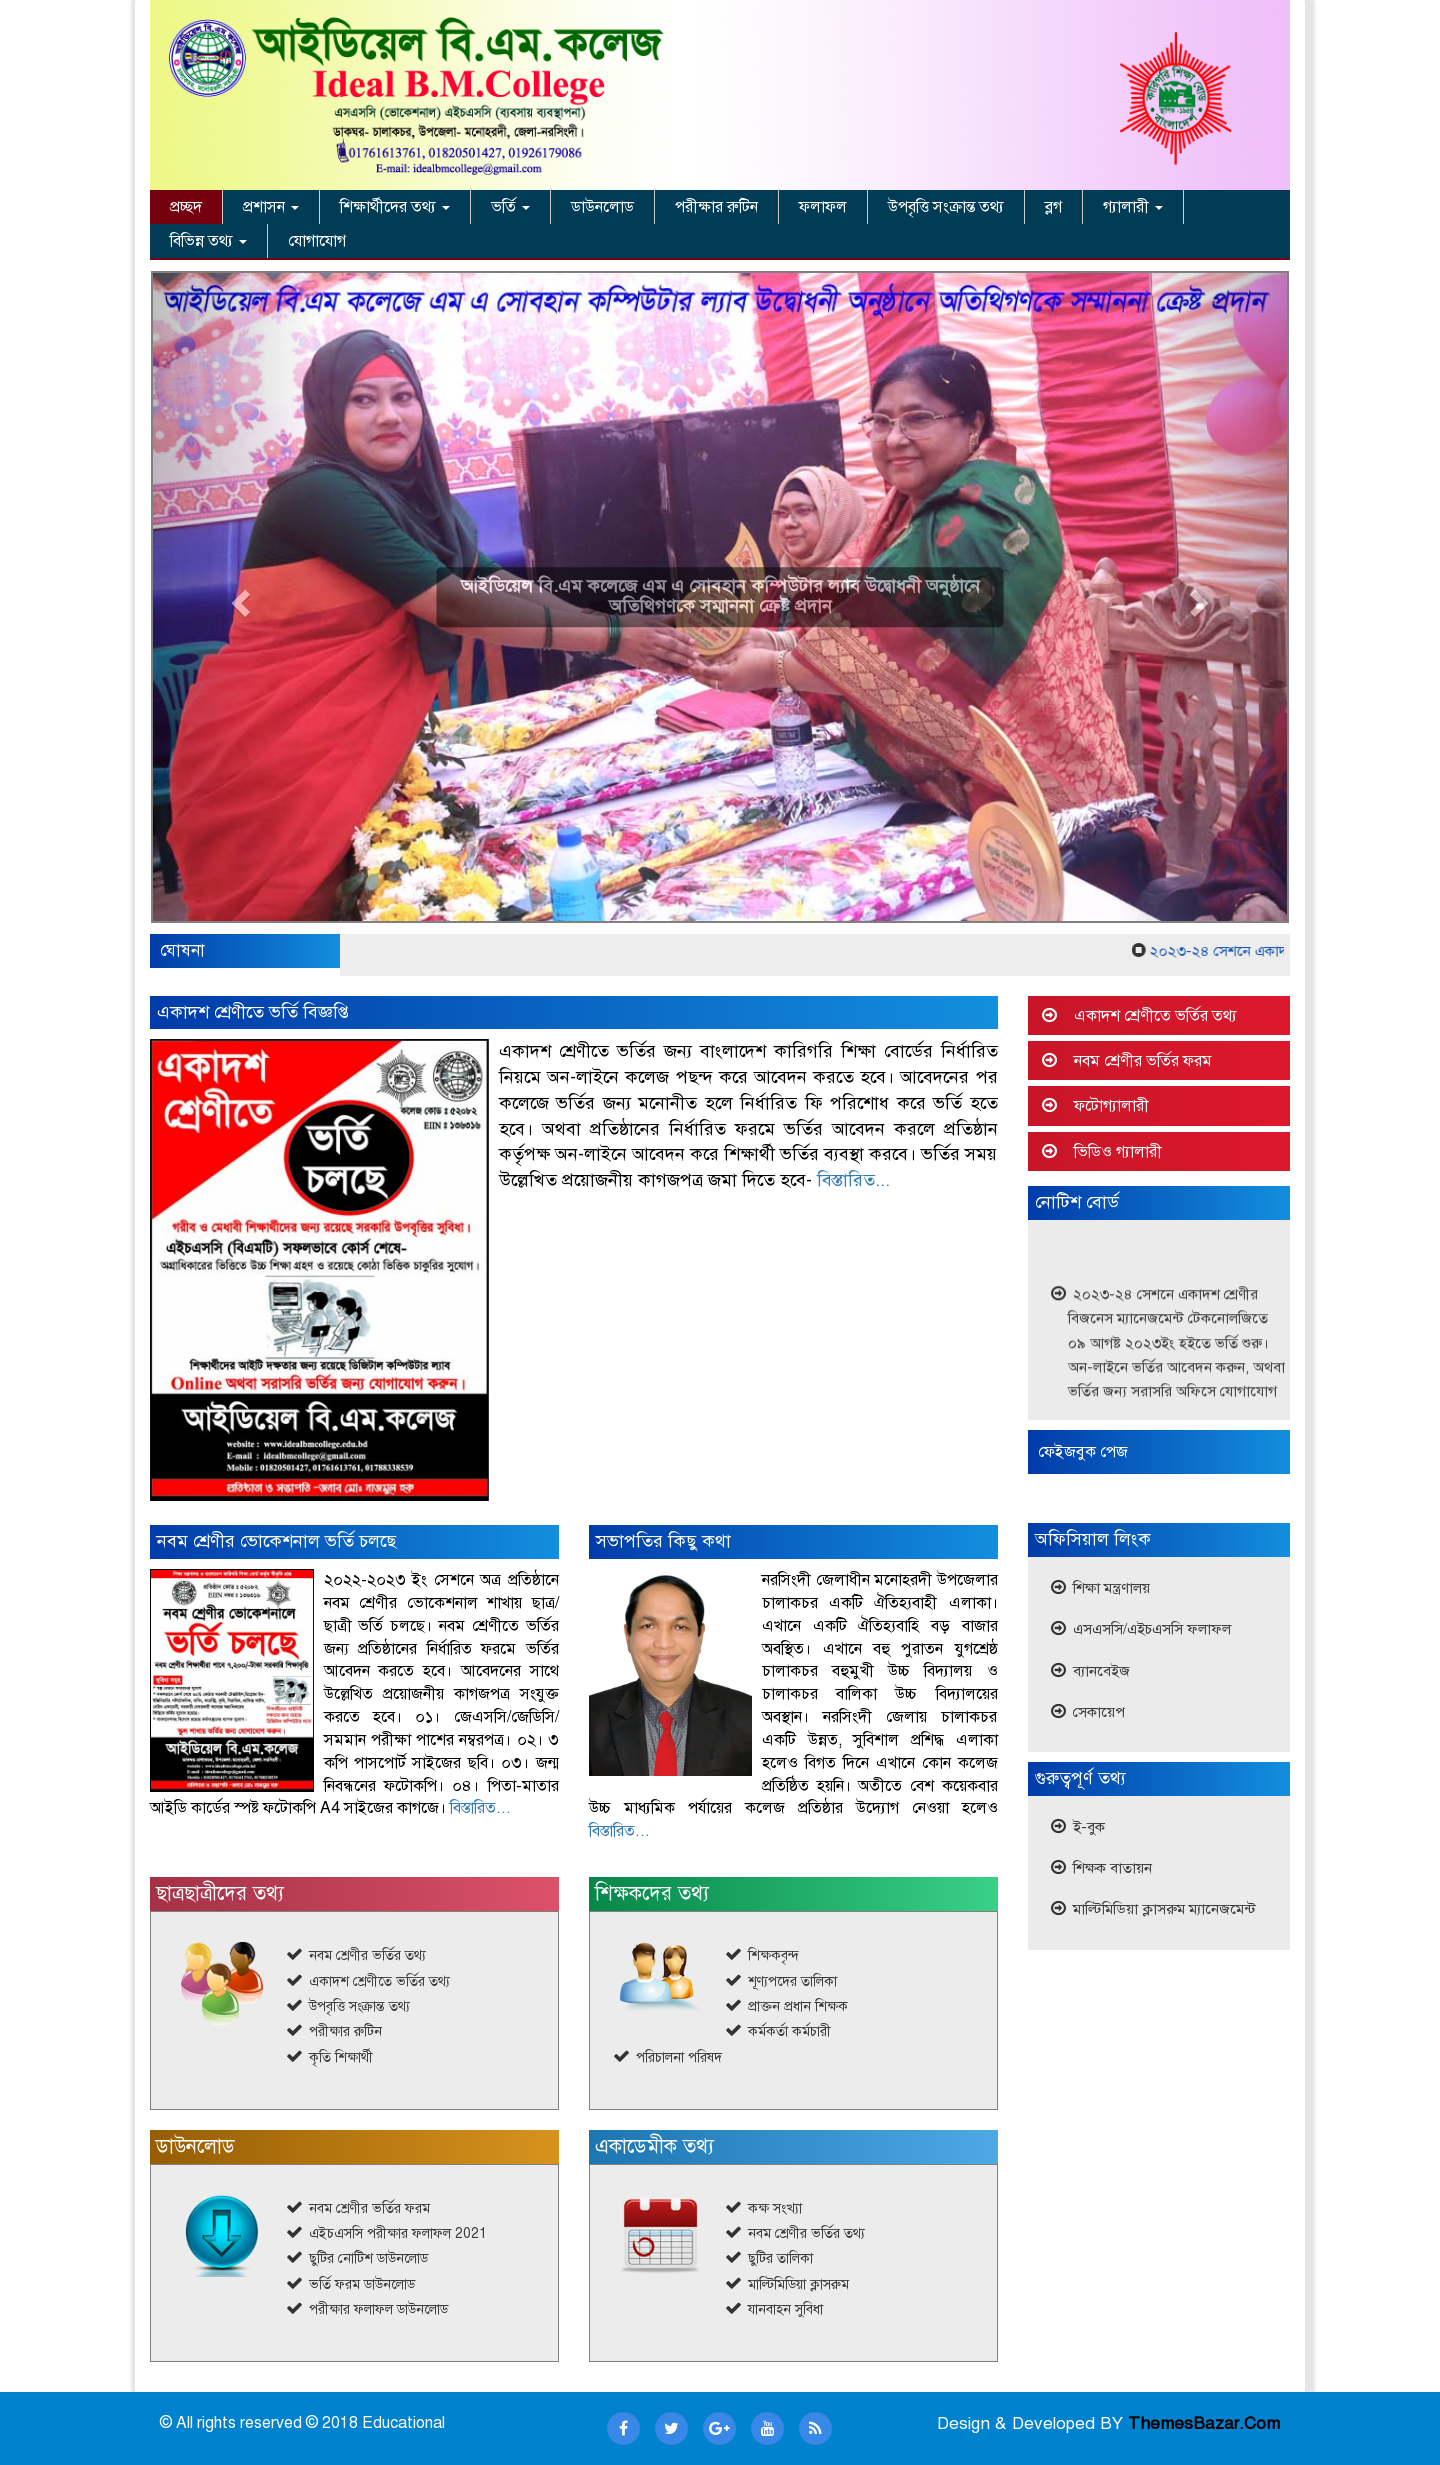 আইডিয়েল বি.এম.কলেজ
Ideal B.M.College
এসএসসি (ভোকেশনাল) এইচএসসি (ব্যবসায় ব্যবস্থাপনা)
ডাকঘর- চালাকচর, উপজেলা- মনোহরদী, জেলা-নরসিংদী।
01761613761, 01820501427, 01926179086
E-mail: idealbmcollege@gmail.com
কারিগরি শিক্ষা বোর্ড
বাংলাদেশ
প্রচ্ছদ প্রশাসন শিক্ষার্থীদের তথ্য ভর্তি ডাউনলোড পরীক্ষার রুটিন ফলাফল উপবৃত্তি সংক্রান্ত তথ্য ব্লগ গ্যালারী
বিভিন্ন তথ্য যোগাযোগ
আইডিয়েল বি.এম কলেজে এম এ সোবহান কম্পিউটার ল্যাব উদ্বোধনী অনুষ্ঠানে অতিথিগণকে সম্মাননা ক্রেষ্ট প্রদান
আইডিয়েল বি.এম কলেজে এম এ সোবহান কম্পিউটার ল্যাব উদ্বোধনী অনুষ্ঠানে
অতিথিগণকে সম্মাননা ক্রেষ্ট প্রদান
ঘোষনা
২০২৩-২৪ সেশনে একাদ
একাদশ শ্রেণীতে ভর্তি বিজ্ঞপ্তি
একাদশ
শ্রেণীতে
কলেজ কোড : ৫২০৮২
EIIN : ১৩৬৩১৬
ভর্তি
চলছে
গরীব ও মেধাবী শিক্ষার্থীদের জন্য রয়েছে সরকারি উপবৃত্তির সুবিধা।
এইচএসসি (বিএমটি) সফলভাবে কোর্স শেষে-
অগ্রাধিকারের ভিত্তিতে উচ্চ শিক্ষা গ্রহণ ও রয়েছে কোঠা ভিত্তিক চাকুরির সুযোগ।
শিক্ষার্থীদের আইটি দক্ষতার জন্য রয়েছে ডিজিটাল কম্পিউটার ল্যাব
Online অথবা সরাসরি ভর্তির জন্য যোগাযোগ করুন।
আইডিয়েল বি.এম.কলেজ
website : www.idealbmcollege.edu.bd
E-mail : idealbmcollege@gmail.com
Mobile : 01820501427, 01761613761, 01788338539
প্রতিষ্ঠাতা ও সভাপতি -জনাব মোঃ নাজমুল হক
একাদশ শ্রেণীতে ভর্তির জন্য বাংলাদেশ কারিগরি শিক্ষা বোর্ডের নির্ধারিত
নিয়মে অন-লাইনে কলেজ পছন্দ করে আবেদন করতে হবে। আবেদনের পর
কলেজে ভর্তির জন্য মনোনীত হলে নির্ধারিত ফি পরিশোধ করে ভর্তি হতে
হবে। অথবা প্রতিষ্ঠানের নির্ধারিত ফরমে ভর্তির আবেদন করলে প্রতিষ্ঠান
কর্তৃপক্ষ অন-লাইনে আবেদন করে শিক্ষার্থী ভর্তির ব্যবস্থা করবে। ভর্তির সময়
উল্লেখিত প্রয়োজনীয় কাগজপত্র জমা দিতে হবে- বিস্তারিত...
একাদশ শ্রেণীতে ভর্তির তথ্য
নবম শ্রেণীর ভর্তির ফরম
ফটোগ্যালারী
ভিডিও গ্যালারী
নোটিশ বোর্ড
২০২৩-২৪ সেশনে একাদশ শ্রেণীর
বিজনেস ম্যানেজমেন্ট টেকনোলজিতে
০৯ আগষ্ট ২০২৩ইং হইতে ভর্তি শুরু।
অন-লাইনে ভর্তির আবেদন করুন, অথবা
ভর্তির জন্য সরাসরি অফিসে যোগাযোগ
ফেইজবুক পেজ
নবম শ্রেণীর ভোকেশনাল ভর্তি চলছে
নবম শ্রেণীর ভোকেশনালে
ভর্তি চলছে
আইডিয়েল বি.এম.কলেজ
২০২২-২০২৩ ইং সেশনে অত্র প্রতিষ্ঠানে
নবম শ্রেণীর ভোকেশনাল শাখায় ছাত্র/
ছাত্রী ভর্তি চলছে। নবম শ্রেণীতে ভর্তির
জন্য প্রতিষ্ঠানের নির্ধারিত ফরমে ভর্তির
আবেদন করতে হবে। আবেদনের সাথে
উল্লেখিত প্রয়োজনীয় কাগজপত্র সংযুক্ত
করতে হবে। ০১। জেএসসি/জেডিসি/
সমমান পরীক্ষা পাশের নম্বরপত্র। ০২। ৩
কপি পাসপোর্ট সাইজের ছবি। ০৩। জন্ম
নিবন্ধনের ফটোকপি। ০৪। পিতা-মাতার
আইডি কার্ডের স্পষ্ট ফটোকপি A4 সাইজের কাগজে। বিস্তারিত...
সভাপতির কিছু কথা
নরসিংদী জেলাধীন মনোহরদী উপজেলার
চালাকচর একটি ঐতিহ্যবাহী এলাকা।
এখানে একটি ঐতিহ্যবাহি বড় বাজার
অবস্থিত। এখানে বহু পুরাতন যুগশ্রেষ্ঠ
চালাকচর বহুমুখী উচ্চ বিদ্যালয় ও
চালাকচর বালিকা উচ্চ বিদ্যালয়ের
অবস্থান। নরসিংদী জেলায় চালাকচর
একটি উন্নত, সুবিশাল প্রশিদ্ধ এলাকা
হলেও বিগত দিনে এখানে কোন কলেজ
প্রতিষ্ঠিত হয়নি। অতীতে বেশ কয়েকবার
উচ্চ মাধ্যমিক পর্যায়ের কলেজ প্রতিষ্ঠার উদ্যোগ নেওয়া হলেও
বিস্তারিত...
অফিসিয়াল লিংক
শিক্ষা মন্ত্রণালয়
এসএসসি/এইচএসসি ফলাফল
ব্যানবেইজ
সেকায়েপ
গুরুত্বপূর্ণ তথ্য
ই-বুক
শিক্ষক বাতায়ন
মাল্টিমিডিয়া ক্লাসরুম ম্যানেজমেন্ট
ছাত্রছাত্রীদের তথ্য
নবম শ্রেণীর ভর্তির তথ্য
একাদশ শ্রেণীতে ভর্তির তথ্য
উপবৃত্তি সংক্রান্ত তথ্য
পরীক্ষার রুটিন
কৃতি শিক্ষার্থী
শিক্ষকদের তথ্য
শিক্ষকবৃন্দ
শূণ্যপদের তালিকা
প্রাক্তন প্রধান শিক্ষক
কর্মকর্তা কর্মচারী
পরিচালনা পরিষদ
ডাউনলোড
নবম শ্রেণীর ভর্তির ফরম
এইচএসসি পরীক্ষার ফলাফল 2021
ছুটির নোটিশ ডাউনলোড
ভর্তি ফরম ডাউনলোড
পরীক্ষার ফলাফল ডাউনলোড
একাডেমীক তথ্য
কক্ষ সংখ্যা
নবম শ্রেণীর ভর্তির তথ্য
ছুটির তালিকা
মাল্টিমিডিয়া ক্লাসরুম
যানবাহন সুবিধা
© All rights reserved © 2018 Educational
Design & Developed BY ThemesBazar.Com